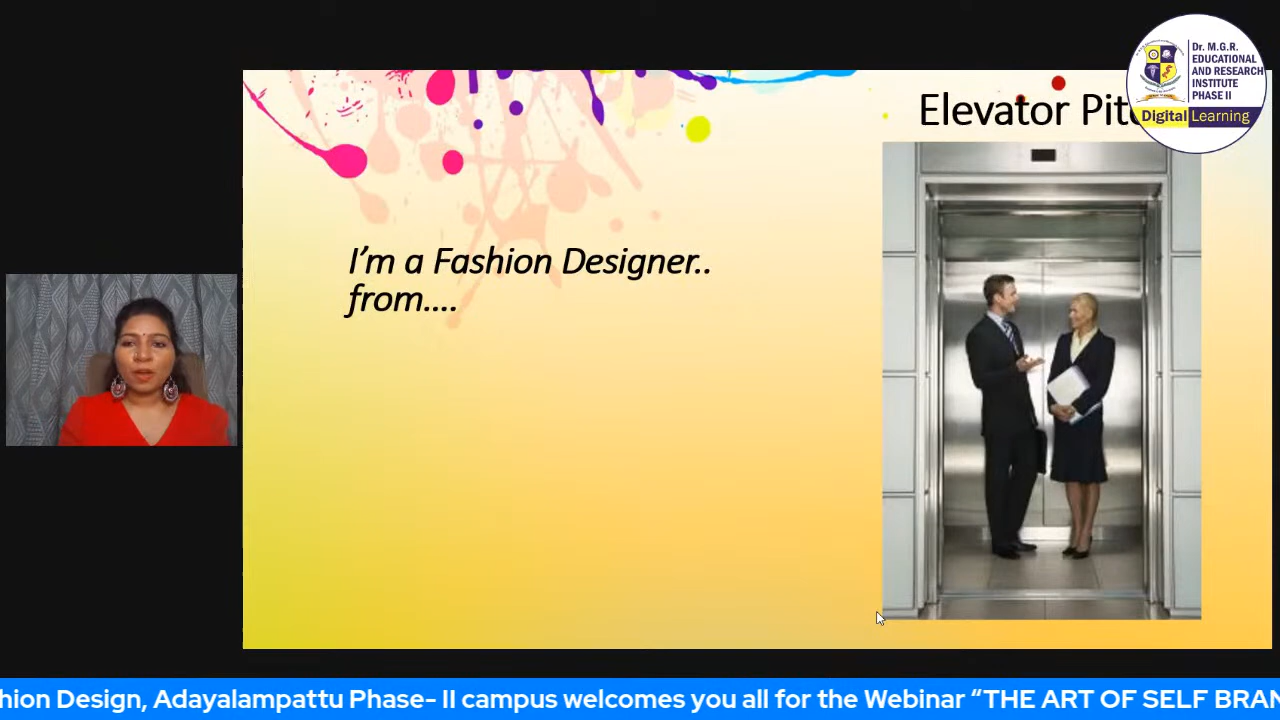 Elevator Pit
Dr. M.G.R.
EDUCATIONAL
AND RESEARCH
INSTITUTE
PHASE II
Digital Learning
I’m a Fashion Designer..
from....
hion Design, Adayalampattu Phase- II campus welcomes you all for the Webinar “THE ART OF SELF BRAN